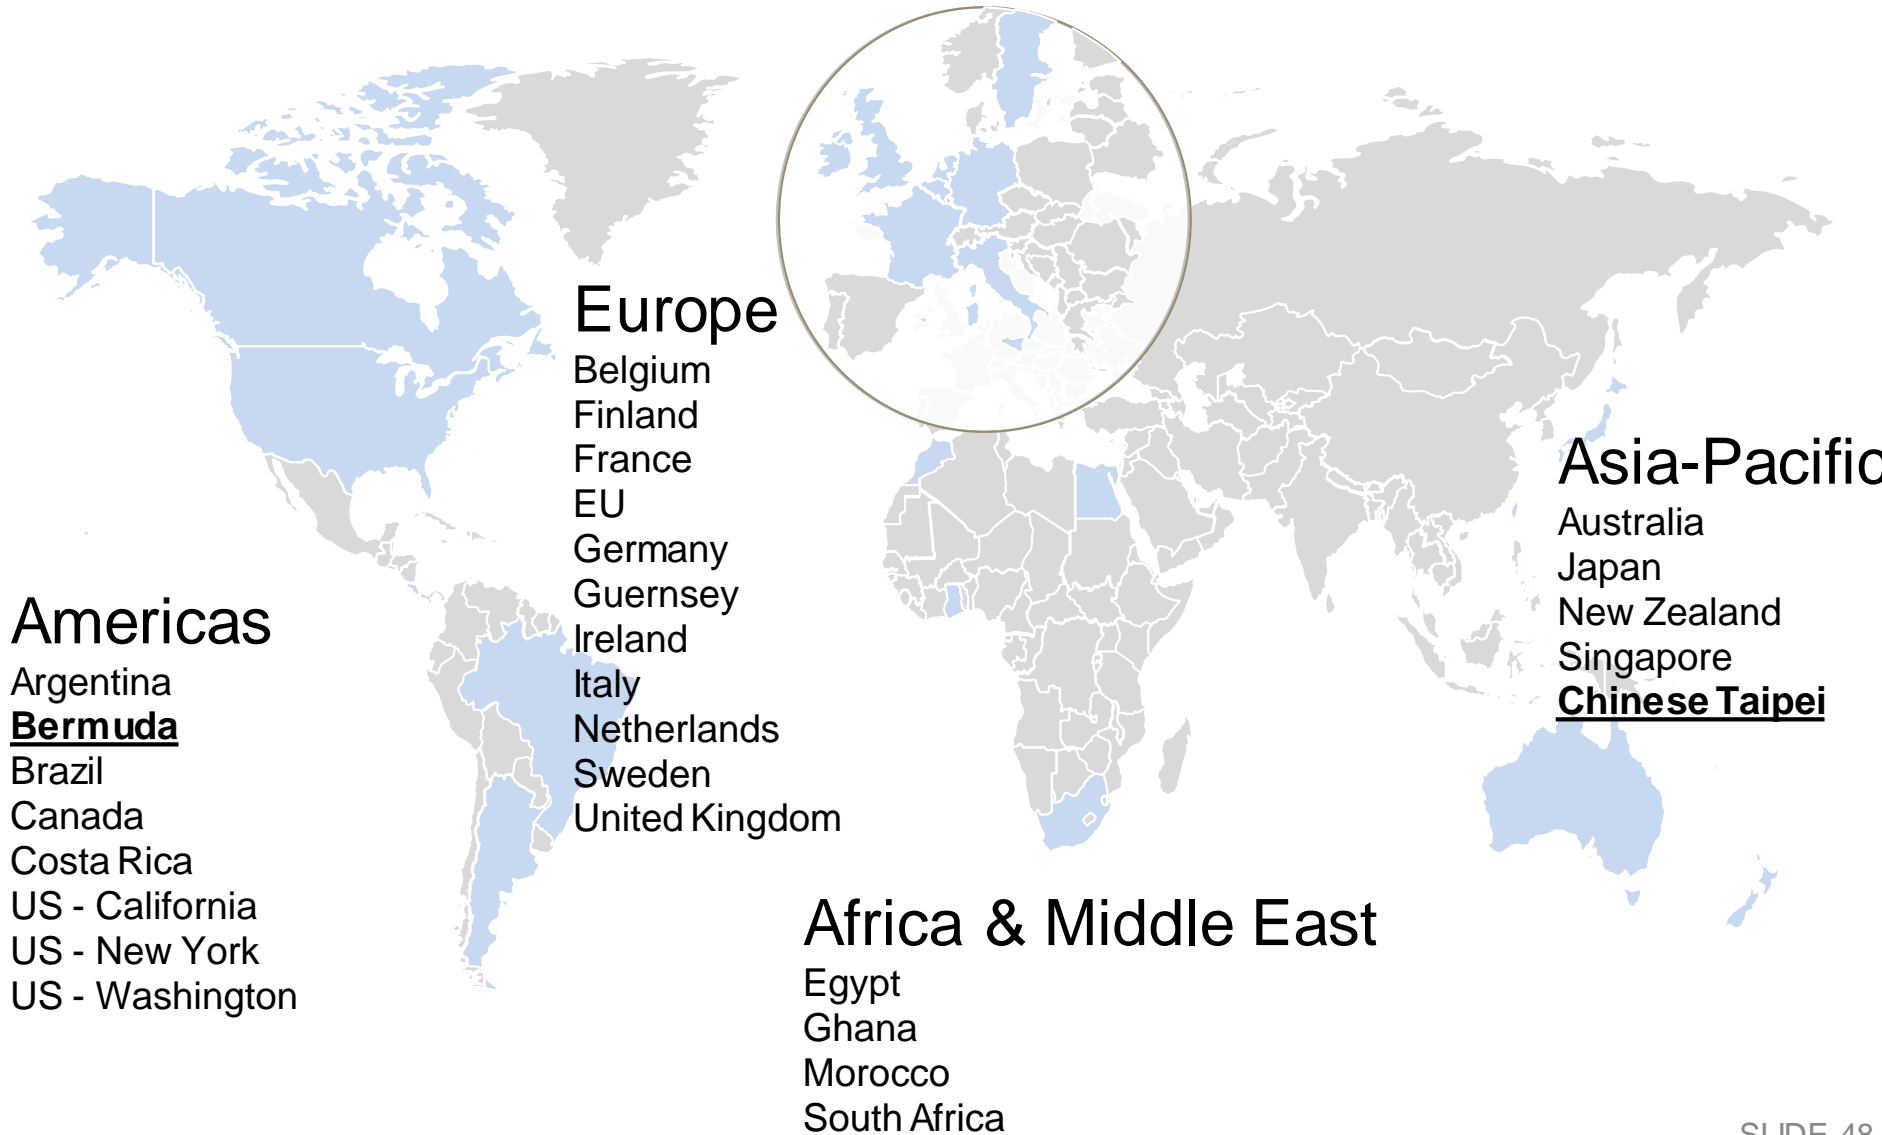 Europe
Belgium
Finland
France
EU
Germany
Guernsey
Ireland
Italy
Netherlands
Sweden
United Kingdom
Asia-Pacific
Australia
Japan
New Zealand
Singapore
Chinese Taipei
Americas
Argentina
Bermuda
Brazil
Canada
Costa Rica
US - California
US - New York
US - Washington
Africa & Middle East
Egypt
Ghana
Morocco
South Africa
SLIDE 48